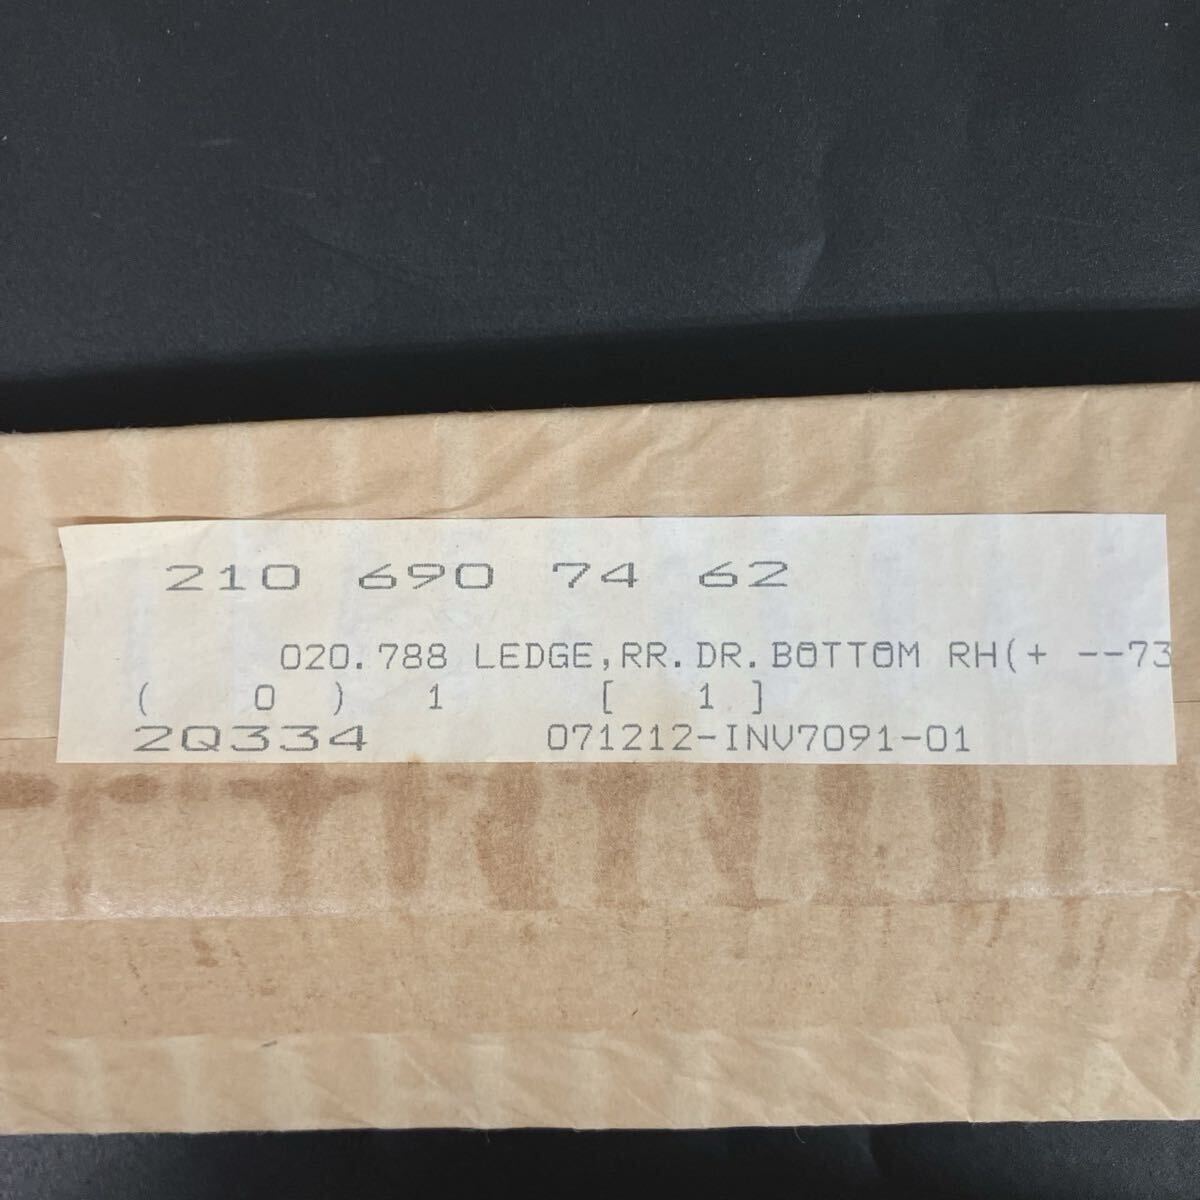 210 690 74 62
020.788 LEDGE,RR.DR.BOTTOM RH(+ --73
( 0 ) 1 [ 1 ]
2Q334 071212-INV7091-01